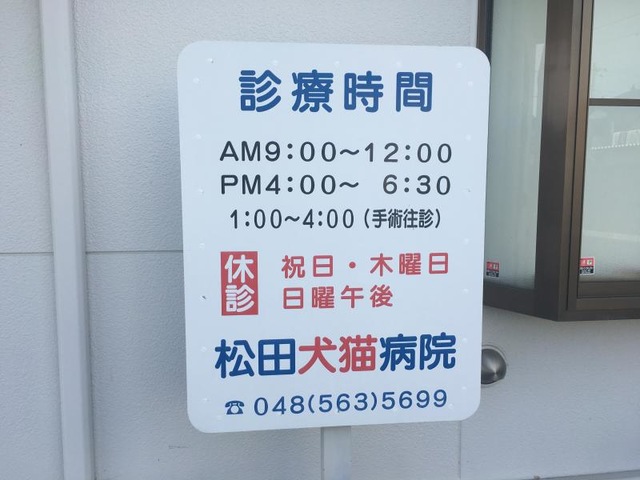 診療時間
AM9:00～12:00
PM4:00～ 6:30
1:00～4:00（手術往診）
休診 祝日・木曜日
日曜午後
松田犬猫病院
☎ 048(563)5699